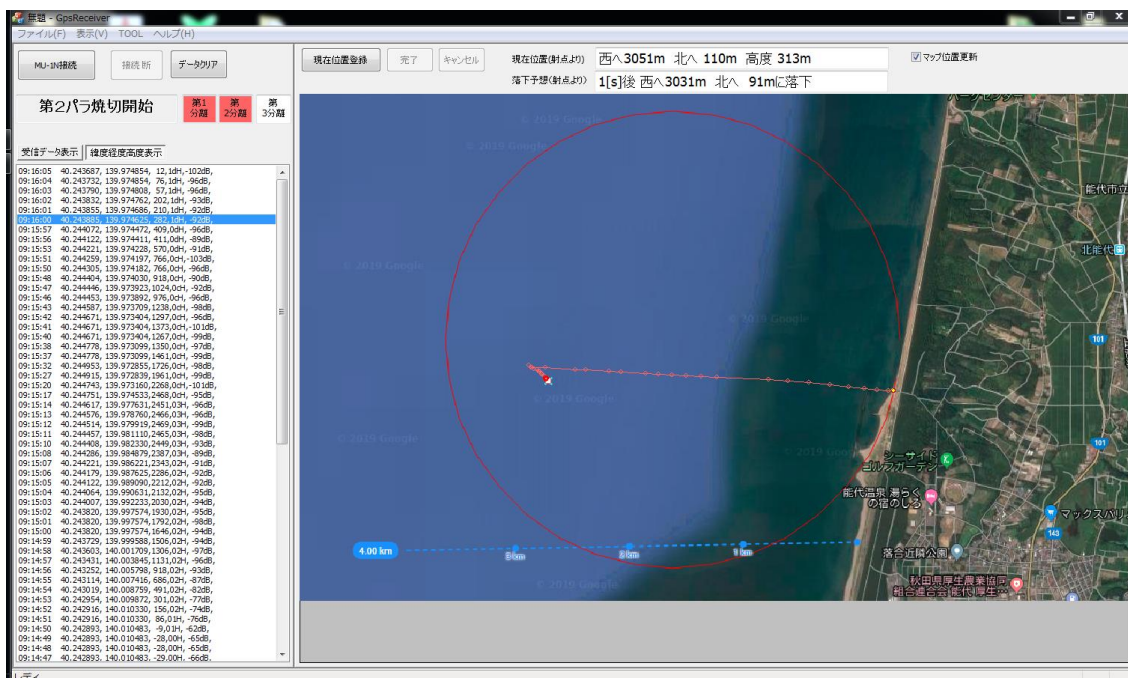 無題 - GpsReceiver
ファイル(F) 表示(V) TOOL ヘルプ(H)
MU-1N接続 接続 断 データクリア
第2パラ焼切開始 第1分離 第2分離 第3分離
受信データ表示 緯度経度高度表示
09:16:05 40.243687, 139.974854, 12,1dH,-102dB,
09:16:04 40.243732, 139.974854, 76,1dH,-96dB,
09:16:03 40.243790, 139.974808, 57,1dH,-96dB,
09:16:02 40.243832, 139.974762, 202,1dH,-93dB,
09:16:01 40.243855, 139.974686, 210,1dH,-92dB,
09:16:00 40.243885, 139.974625, 282,1dH,-92dB,
09:15:57 40.244072, 139.974472, 409,0dH,-96dB,
09:15:56 40.244122, 139.974411, 411,0dH,-89dB,
09:15:53 40.244221, 139.974228, 570,0dH,-91dB,
09:15:51 40.244259, 139.974197, 766,0cH,-103dB,
09:15:50 40.244305, 139.974182, 766,0cH,-96dB,
09:15:48 40.244404, 139.974030, 918,0cH,-90dB,
09:15:47 40.244446, 139.973923,1024,0cH,-92dB,
09:15:46 40.244453, 139.973892, 976,0cH,-96dB,
09:15:43 40.244587, 139.973709,1238,0cH,-98dB,
09:15:42 40.244671, 139.973404,1297,0cH,-96dB,
09:15:41 40.244671, 139.973404,1373,0cH,-101dB,
09:15:40 40.244671, 139.973404,1267,0cH,-99dB,
09:15:38 40.244778, 139.973099,1350,0cH,-97dB,
09:15:37 40.244778, 139.973099,1461,0cH,-99dB,
09:15:32 40.244953, 139.972855,1726,0cH,-98dB,
09:15:27 40.244915, 139.972839,1961,0cH,-99dB,
09:15:20 40.244743, 139.973160,2268,0cH,-101dB,
09:15:17 40.244751, 139.974533,2468,0cH,-95dB,
09:15:14 40.244617, 139.977631,2451,03H,-96dB,
09:15:13 40.244576, 139.978760,2466,03H,-96dB,
09:15:12 40.244514, 139.979919,2469,03H,-99dB,
09:15:11 40.244457, 139.981110,2465,03H,-98dB,
09:15:10 40.244408, 139.982330,2449,03H,-93dB,
09:15:08 40.244286, 139.984879,2387,03H,-89dB,
09:15:07 40.244221, 139.986221,2343,02H,-91dB,
09:15:06 40.244179, 139.987625,2286,02H,-92dB,
09:15:05 40.244122, 139.989090,2212,02H,-92dB,
09:15:04 40.244064, 139.990631,2132,02H,-95dB,
09:15:03 40.244007, 139.992233,2030,02H,-94dB,
09:15:02 40.243820, 139.997574,1930,02H,-95dB,
09:15:01 40.243820, 139.997574,1792,02H,-98dB,
09:15:00 40.243820, 139.997574,1646,02H,-94dB,
09:14:59 40.243729, 139.999588,1506,02H,-94dB,
09:14:58 40.243603, 140.001709,1306,02H,-97dB,
09:14:57 40.243431, 140.003845,1131,02H,-96dB,
09:14:56 40.243252, 140.005798, 918,02H,-93dB,
09:14:55 40.243114, 140.007416, 686,02H,-87dB,
09:14:54 40.243019, 140.008759, 491,02H,-82dB,
09:14:53 40.242954, 140.009872, 301,02H,-77dB,
09:14:52 40.242916, 140.010330, 156,02H,-74dB,
09:14:51 40.242916, 140.010330, 86,01H,-76dB,
09:14:50 40.242893, 140.010483, -9,01H,-62dB,
09:14:49 40.242893, 140.010483, -28,00H,-65dB,
09:14:48 40.242893, 140.010483, -28,00H,-65dB,
09:14:47 40.242893, 140.010483, -29,00H,-66dB,
レディ
現在位置登録 完了 キャンセル
現在位置(射点より) 西へ3051m 北へ 110m 高度 313m
落下予想(射点より) 1[s]後 西へ3031m 北へ 91mに落下
マップ位置更新
© 2019 Google
© 2019 Google
© 2019 Google
© 2019 Google
© 2019 Google
© 2019 Google
© 2019 Google
© 2019 Google
パークセンター
能代市立
北能代
101
101
シーサイド
ゴルフガーデン
能代温泉 湯らく
の宿のしろ
マックスバリ
143
4.00 km
3 km
2 km
1 km
落合近隣公園
秋田県厚生農業協同
組合連合会 能代 厚生…